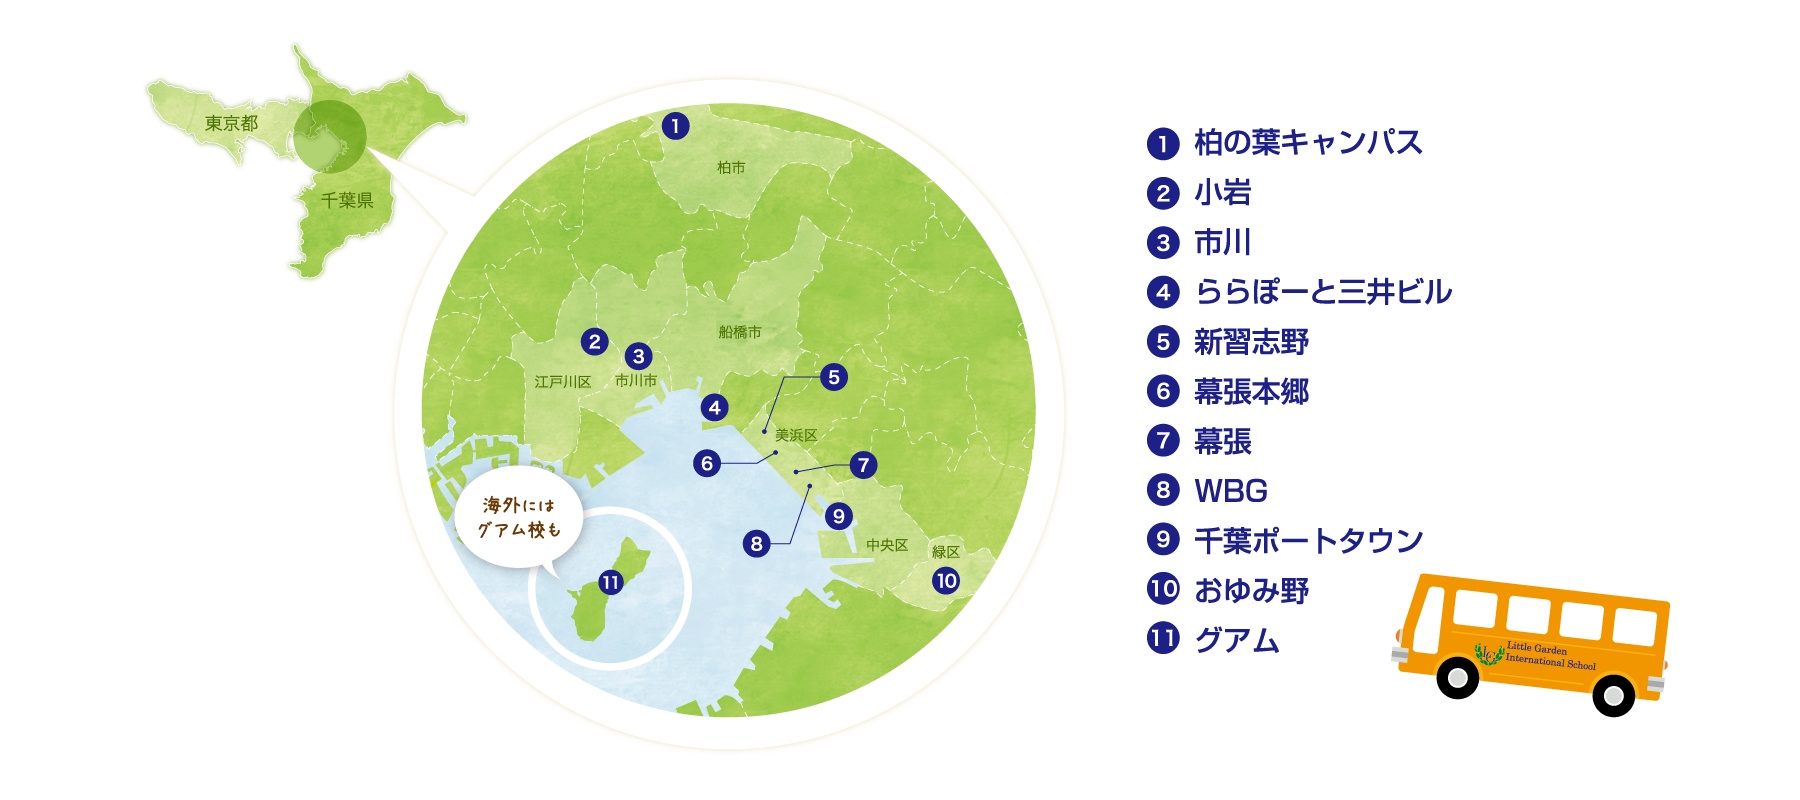 東京都
千葉県
1
柏市
船橋市
2
3
江戸川区
市川市
5
4
美浜区
6
7
海外には
グアム校も
9
8
中央区
緑区
10
11
1 柏の葉キャンパス
2 小岩
3 市川
4 ららぽーと三井ビル
5 新習志野
6 幕張本郷
7 幕張
8 WBG
9 千葉ポートタウン
10 おゆみ野
11 グアム
Little Garden
International School